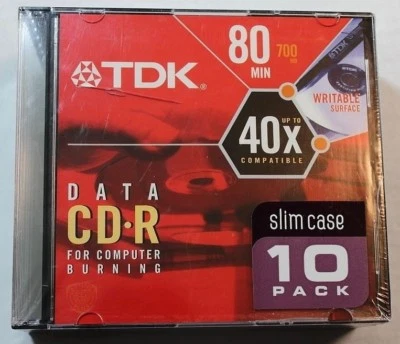 TDK®
80 700
MIN MB
WRITABLE
SURFACE
UP TO
40x
COMPATIBLE
DATA
CD·R
FOR COMPUTER
BURNING
slim case
10
PACK